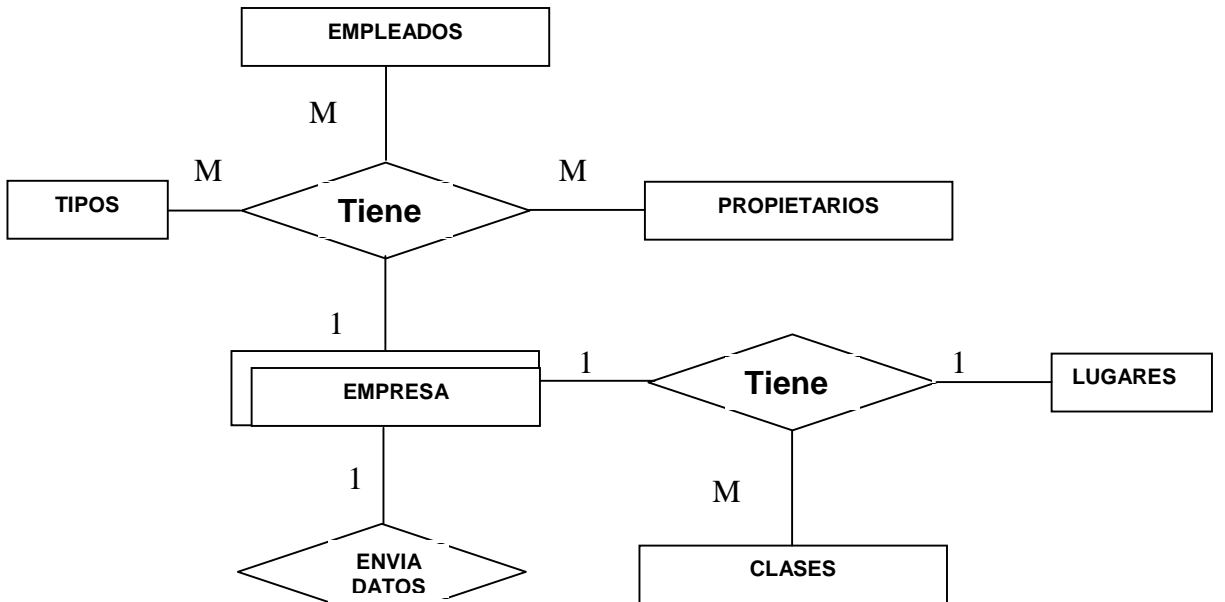 EMPLEADOS
M
M
M
TIPOS
Tiene
PROPIETARIOS
1
1
1
EMPRESA
Tiene
LUGARES
1
M
ENVIA
DATOS
CLASES